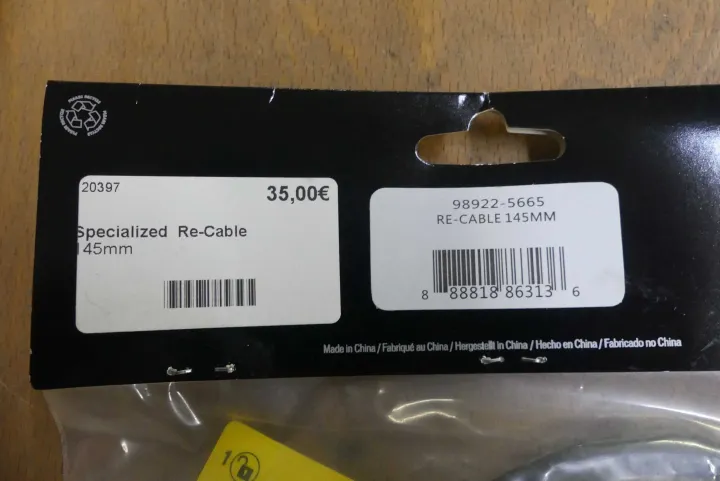 20397
35,00€
Specialized Re-Cable
145mm
98922-5665
RE-CABLE 145MM
8 88818 86313 6
Made in China / Fabriqué au China / Hergestellt in China / Hecho en China / Fabricado no China
1